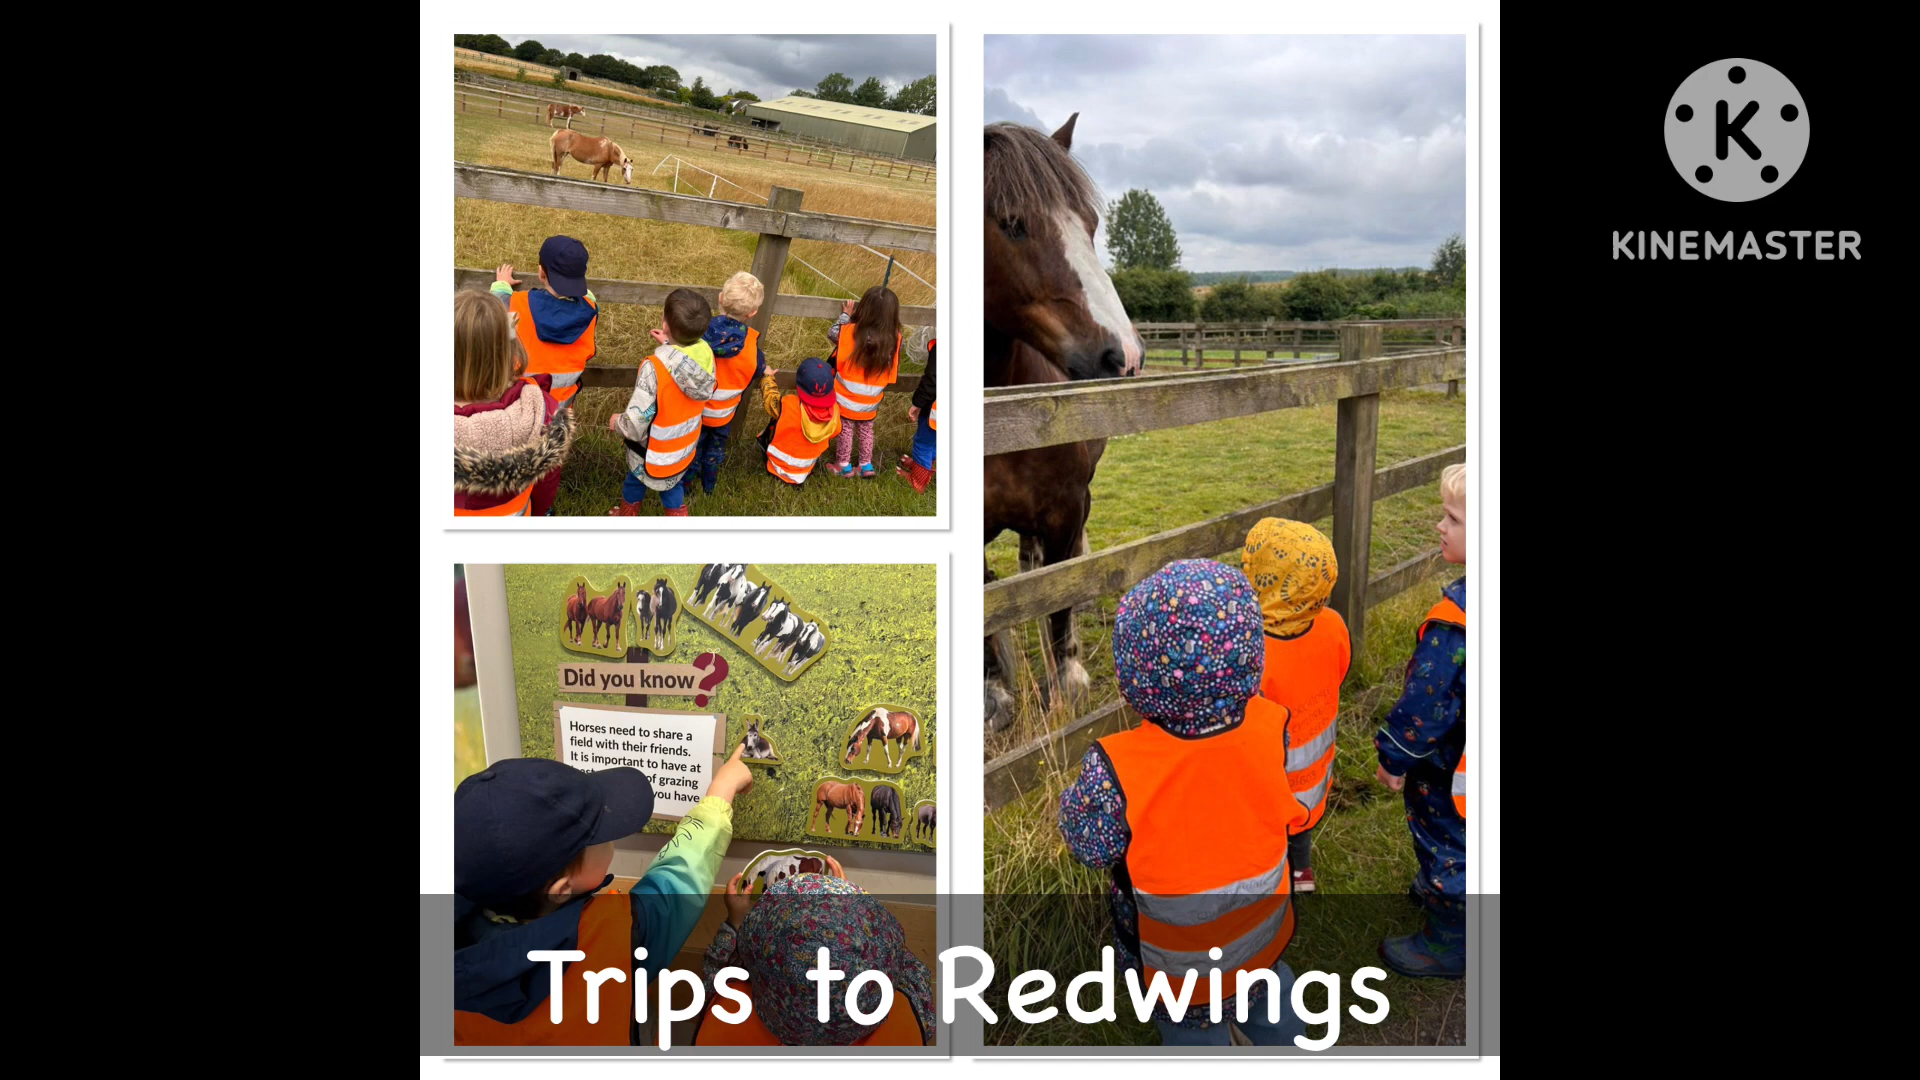 KINEMASTER
Did you know?
Horses need to share a
field with their friends.
It is important to have at
of grazing
you have
Trips to Redwings